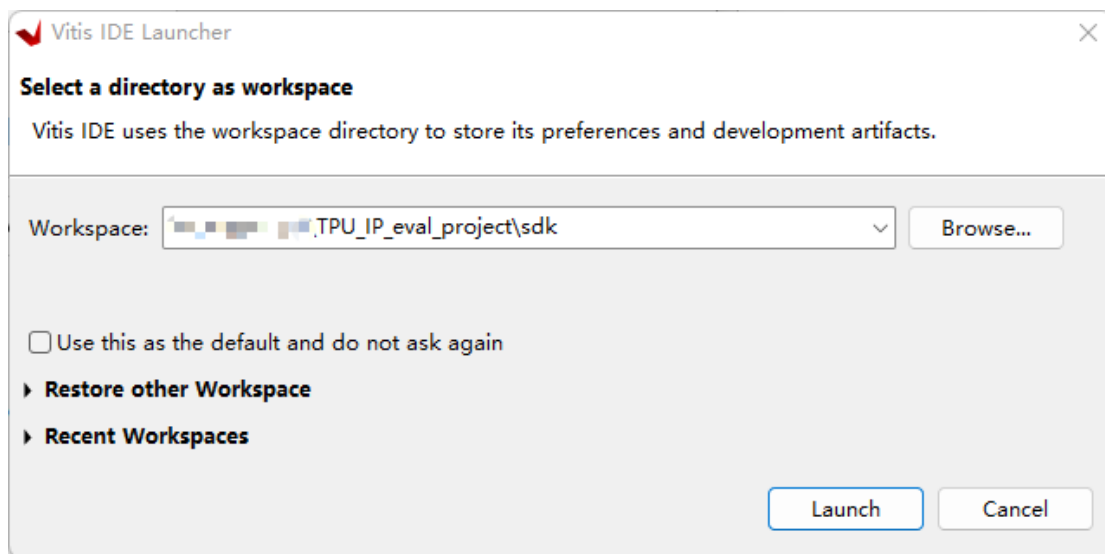 Vitis IDE Launcher
Select a directory as workspace
Vitis IDE uses the workspace directory to store its preferences and development artifacts.
Workspace: TPU_IP_eval_project\sdk Browse...
Use this as the default and do not ask again
Restore other Workspace
Recent Workspaces
Launch Cancel